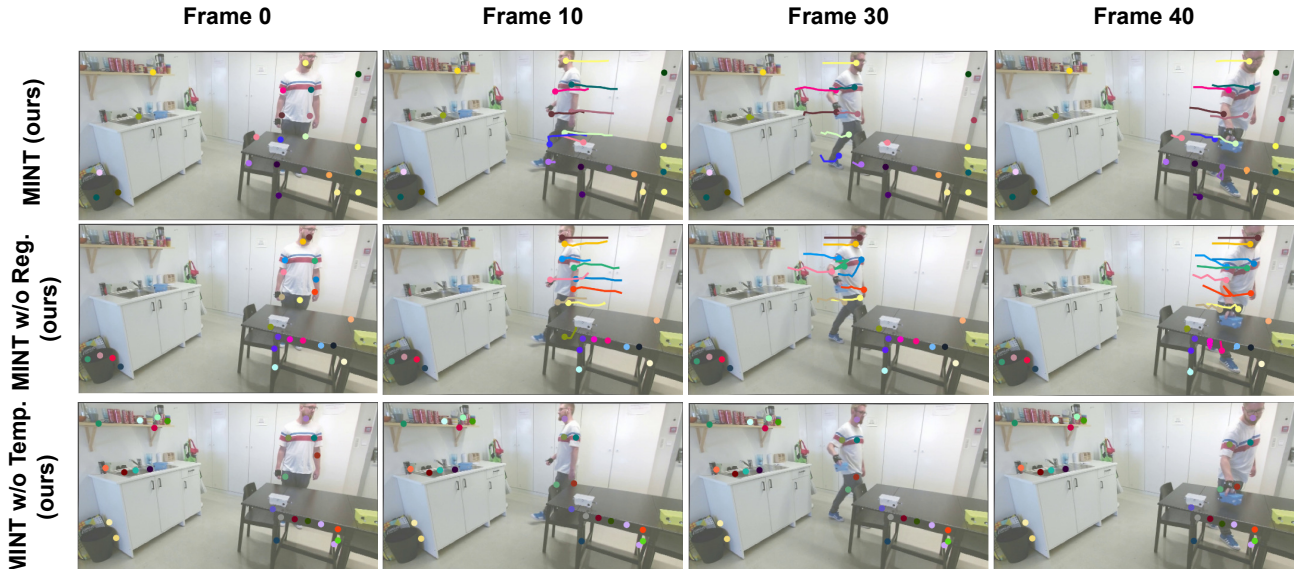 Frame 0
Frame 10
Frame 30
Frame 40
MINT (ours)
MINT w/o Reg.
(ours)
MINT w/o Temp.
(ours)